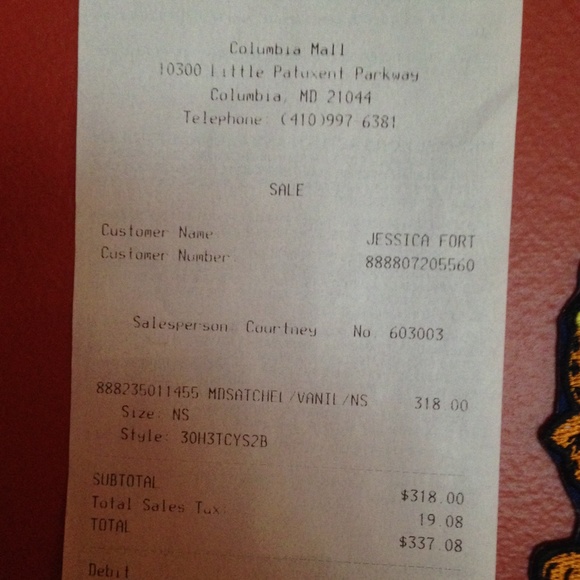 Columbia Mall
10300 Little Patuxent Parkway
Columbia, MD 21044
Telephone: (410)997-6381
SALE
Customer Name: JESSICA FORT
Customer Number: 888807205560
Salesperson: Courtney No. 603003
888235011455 MDSATCHEL/VANIL/NS 318.00
Size: NS
Style: 30H3TCYS2B
SUBTOTAL $318.00
Total Sales Tax: 19.08
TOTAL $337.08
Debit